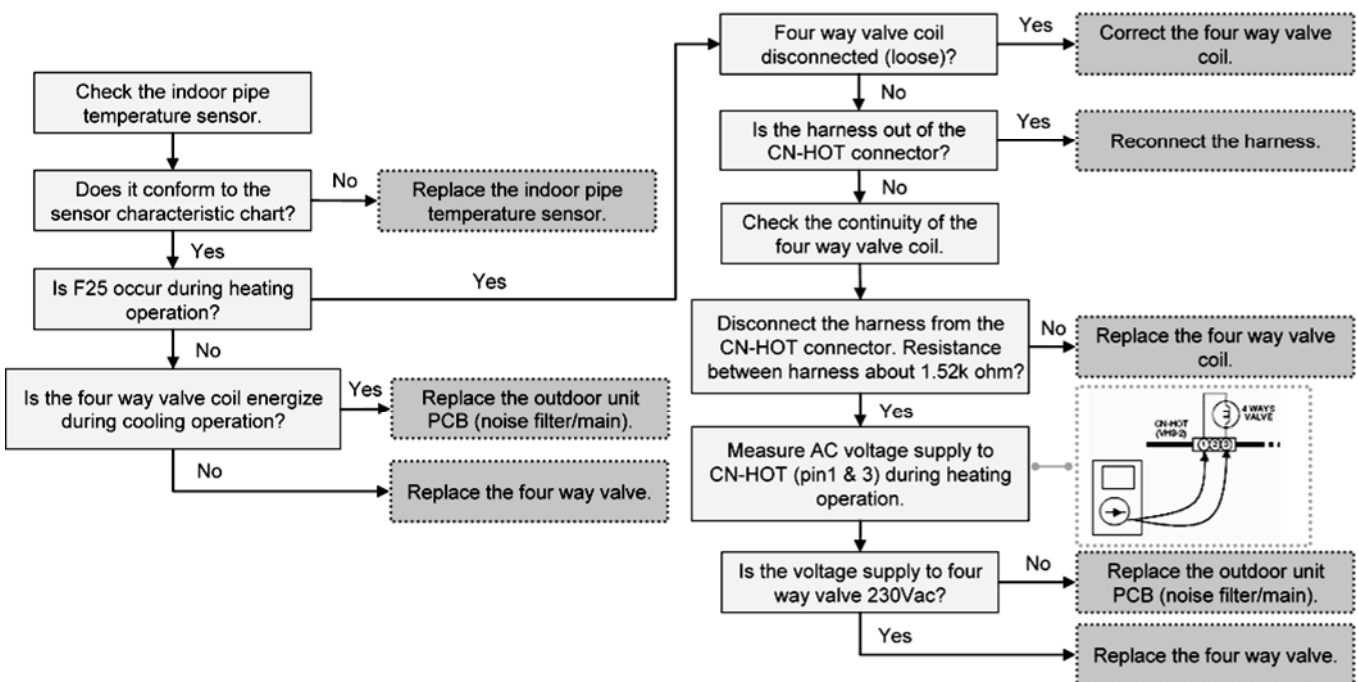 Check the indoor pipe
temperature sensor.
Does it conform to the
sensor characteristic chart?
No
Replace the indoor pipe
temperature sensor.
Yes
Is F25 occur during heating
operation?
Yes
No
Is the four way valve coil energize
during cooling operation?
Yes
Replace the outdoor unit
PCB (noise filter/main).
No
Replace the four way valve.
Four way valve coil
disconnected (loose)?
Yes
Correct the four way valve
coil.
No
Is the harness out of the
CN-HOT connector?
Yes
Reconnect the harness.
No
Check the continuity of the
four way valve coil.
Disconnect the harness from the
CN-HOT connector. Resistance
between harness about 1.52k ohm?
No
Replace the four way valve
coil.
Yes
Measure AC voltage supply to
CN-HOT (pin1 & 3) during heating
operation.
4 WAYS
VALVE
CN-HOT
(VH9-2)
1 2 3
Is the voltage supply to four
way valve 230Vac?
No
Replace the outdoor unit
PCB (noise filter/main).
Yes
Replace the four way valve.